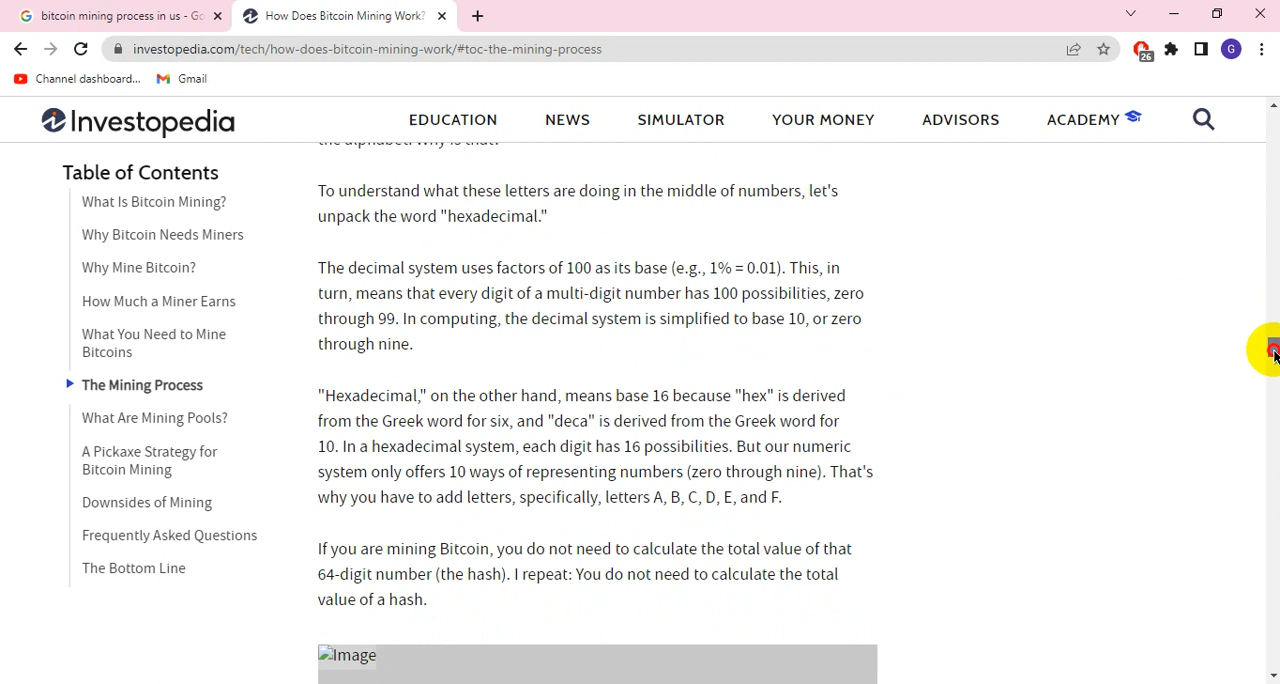 bitcoin mining process in us - Go
How Does Bitcoin Mining Work?
investopedia.com/tech/how-does-bitcoin-mining-work/#toc-the-mining-process
26
G
Channel dashboard...
Gmail
Investopedia
EDUCATION
NEWS
SIMULATOR
YOUR MONEY
ADVISORS
ACADEMY
Table of Contents
What Is Bitcoin Mining?
Why Bitcoin Needs Miners
Why Mine Bitcoin?
How Much a Miner Earns
What You Need to Mine
Bitcoins
The Mining Process
What Are Mining Pools?
A Pickaxe Strategy for
Bitcoin Mining
Downsides of Mining
Frequently Asked Questions
The Bottom Line
the alphabet. Why is that?
To understand what these letters are doing in the middle of numbers, let's
unpack the word "hexadecimal."
The decimal system uses factors of 100 as its base (e.g., 1% = 0.01). This, in
turn, means that every digit of a multi-digit number has 100 possibilities, zero
through 99. In computing, the decimal system is simplified to base 10, or zero
through nine.
"Hexadecimal," on the other hand, means base 16 because "hex" is derived
from the Greek word for six, and "deca" is derived from the Greek word for
10. In a hexadecimal system, each digit has 16 possibilities. But our numeric
system only offers 10 ways of representing numbers (zero through nine). That's
why you have to add letters, specifically, letters A, B, C, D, E, and F.
If you are mining Bitcoin, you do not need to calculate the total value of that
64-digit number (the hash). I repeat: You do not need to calculate the total
value of a hash.
Image